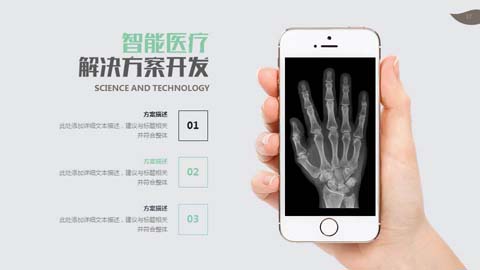 智能医疗
解决方案开发
SCIENCE AND TECHNOLOGY
方案描述
此处添加详细文本描述，建议与标题相关
并符合整体
01
方案描述
此处添加详细文本描述，建议与标题相关
并符合整体
02
方案描述
此处添加详细文本描述，建议与标题相关
并符合整体
03